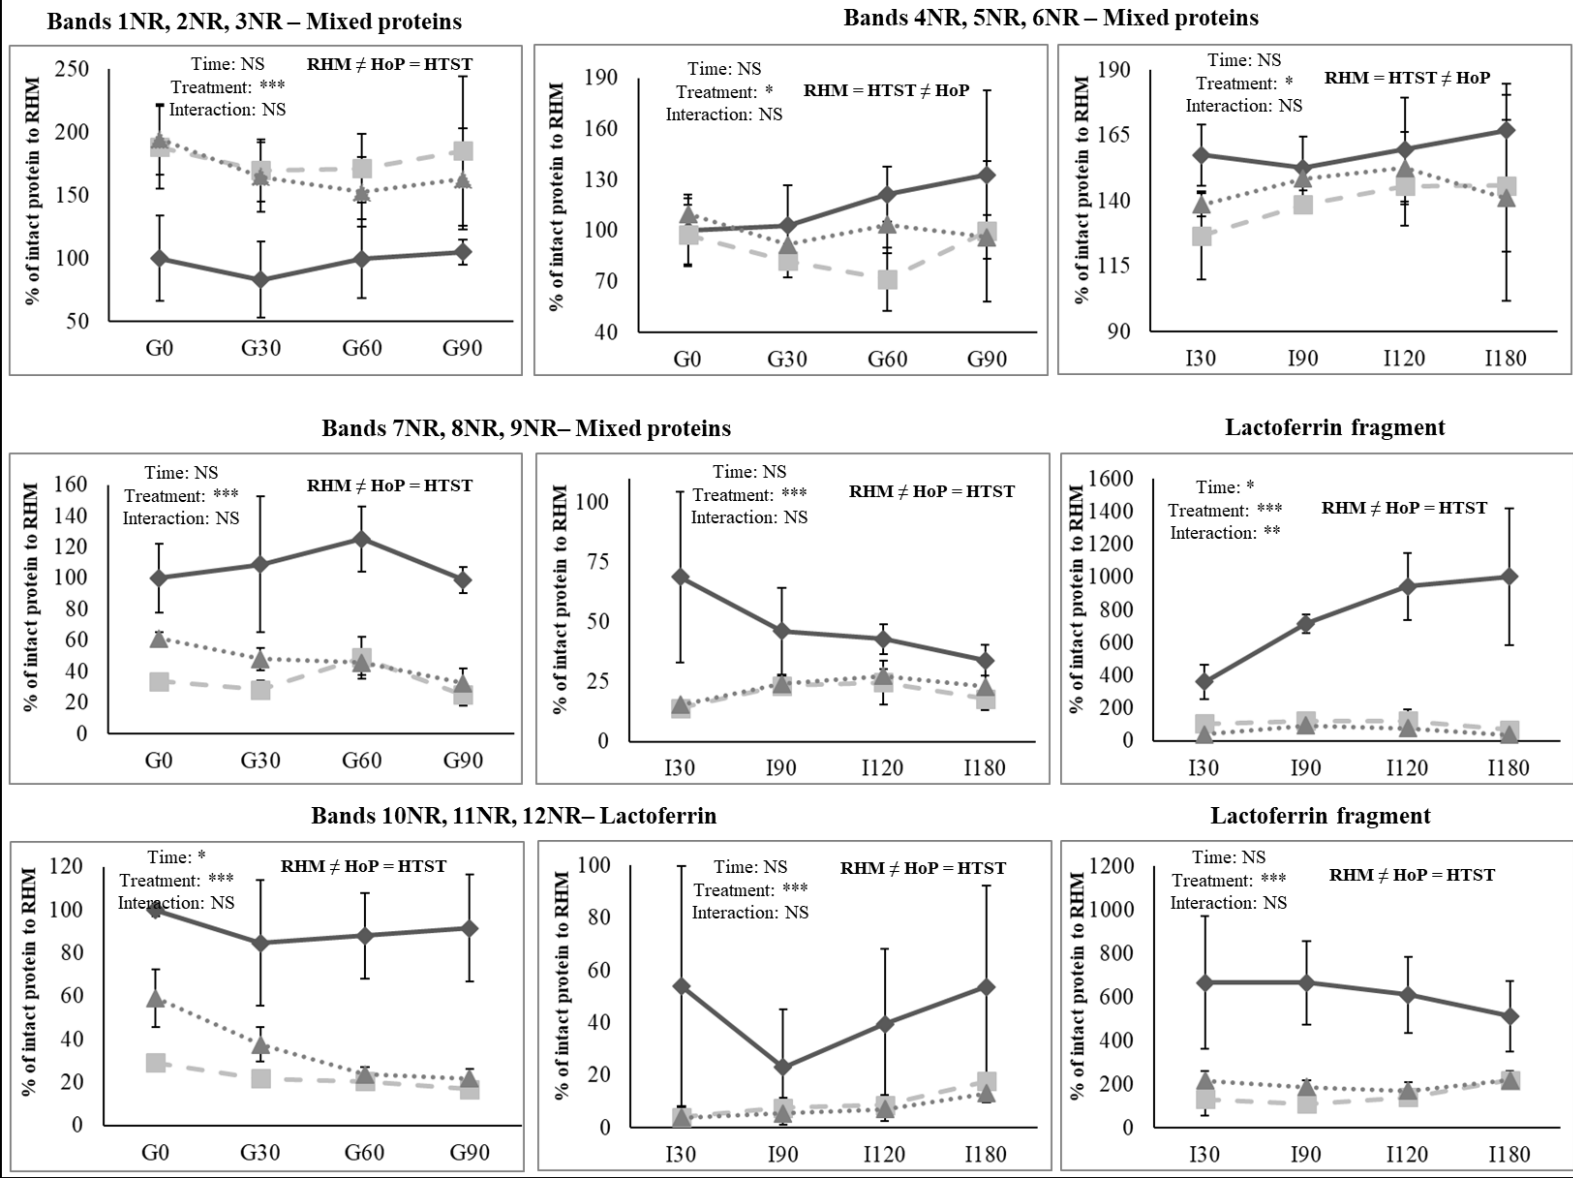 Bands 1NR, 2NR, 3NR – Mixed proteins
Bands 4NR, 5NR, 6NR – Mixed proteins
% of intact protein to RHM
250
200
150
100
50
Time: NS
Treatment: ***
Interaction: NS
RHM ≠ HoP = HTST
G0 G30 G60 G90
% of intact protein to RHM
190
160
130
100
70
40
Time: NS
Treatment: *
Interaction: NS
RHM = HTST ≠ HoP
G0 G30 G60 G90
% of intact protein to RHM
190
165
140
115
90
Time: NS
Treatment: *
Interaction: NS
RHM = HTST ≠ HoP
I30 I90 I120 I180
Bands 7NR, 8NR, 9NR– Mixed proteins
Lactoferrin fragment
% of intact protein to RHM
160
140
120
100
80
60
40
20
0
Time: NS
Treatment: ***
Interaction: NS
RHM ≠ HoP = HTST
G0 G30 G60 G90
% of intact protein to RHM
100
75
50
25
0
Time: NS
Treatment: ***
Interaction: NS
RHM ≠ HoP = HTST
I30 I90 I120 I180
% of intact protein to RHM
1600
1400
1200
1000
800
600
400
200
0
Time: *
Treatment: ***
Interaction: **
RHM ≠ HoP = HTST
I30 I90 I120 I180
Bands 10NR, 11NR, 12NR– Lactoferrin
Lactoferrin fragment
% of intact protein to RHM
120
100
80
60
40
20
0
Time: *
Treatment: ***
Interaction: NS
RHM ≠ HoP = HTST
G0 G30 G60 G90
% of intact protein to RHM
100
80
60
40
20
0
Time: NS
Treatment: ***
Interaction: NS
RHM ≠ HoP = HTST
I30 I90 I120 I180
% of intact protein to RHM
1200
1000
800
600
400
200
0
Time: NS
Treatment: ***
Interaction: NS
RHM ≠ HoP = HTST
I30 I90 I120 I180